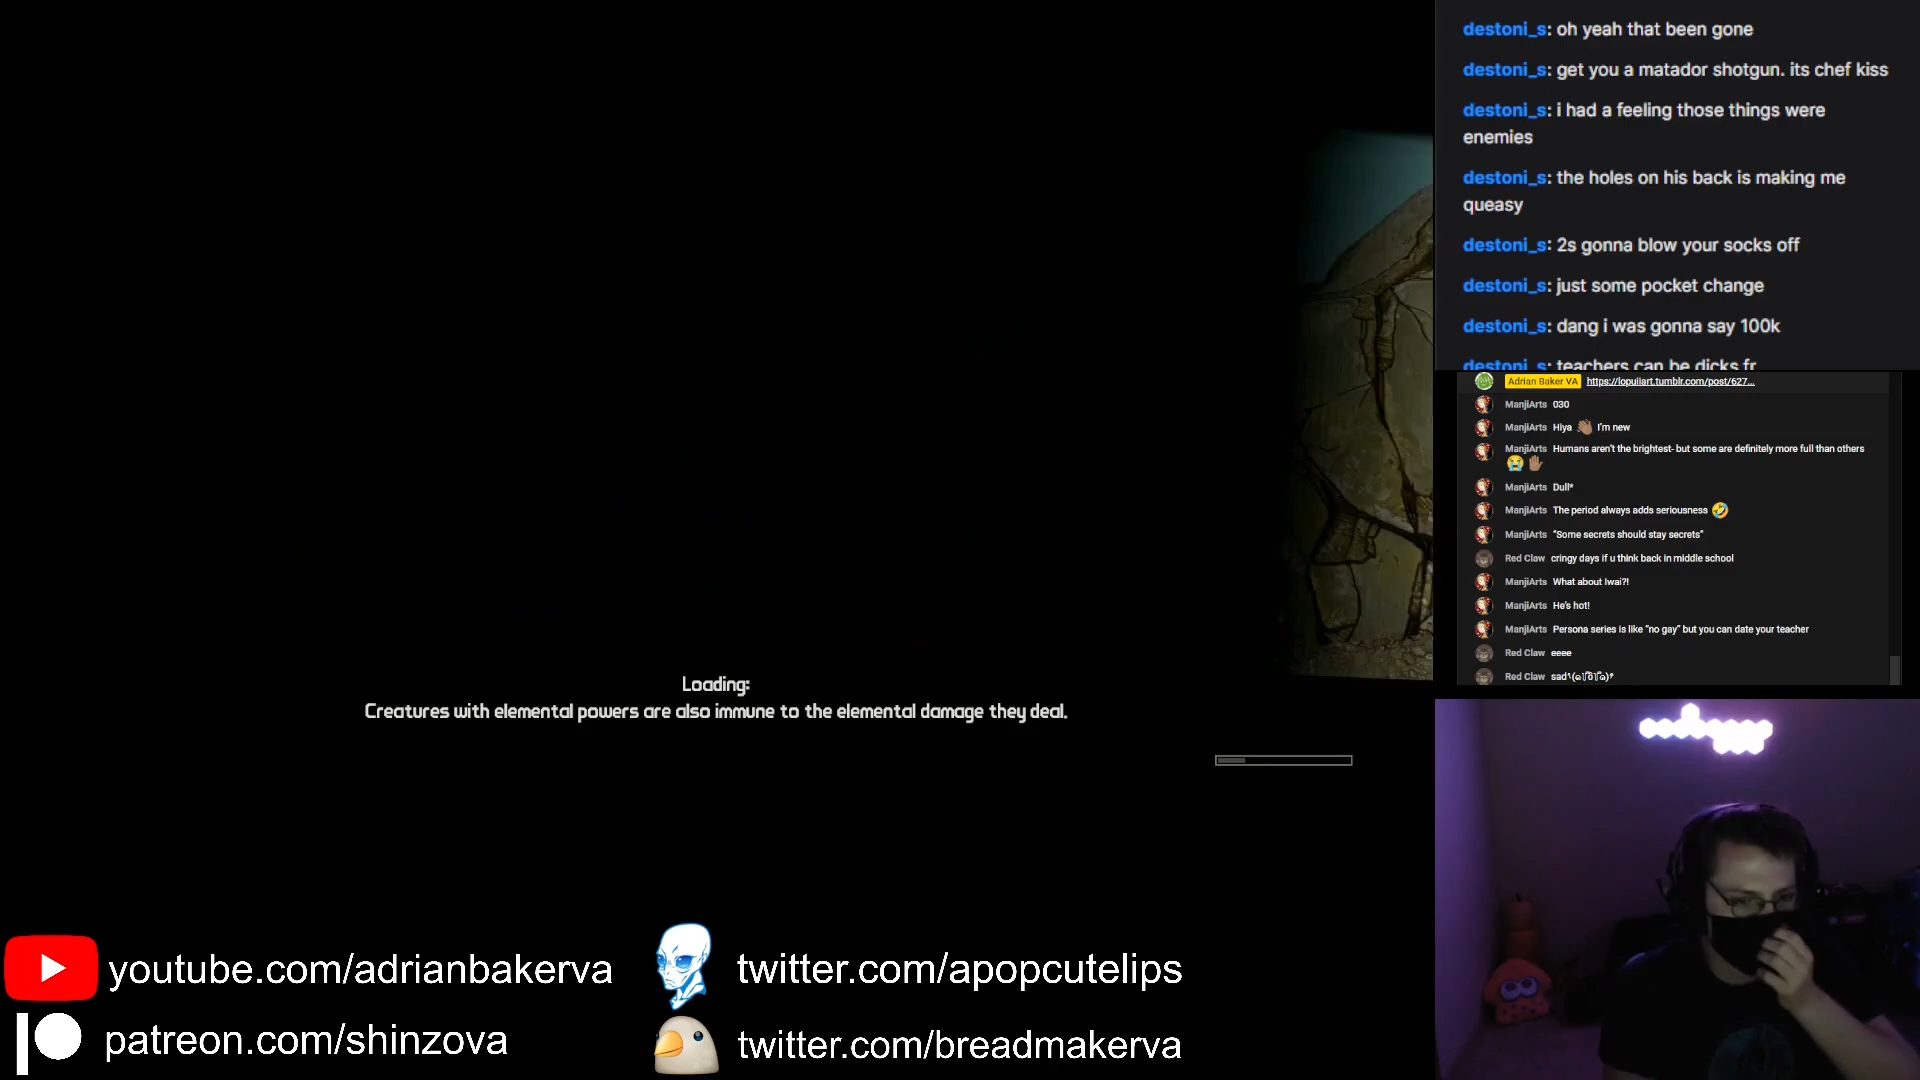 destoni_s: oh yeah that been gone
destoni_s: get you a matador shotgun. its chef kiss
destoni_s: i had a feeling those things were
enemies
destoni_s: the holes on his back is making me
queasy
destoni_s: 2s gonna blow your socks off
destoni_s: just some pocket change
destoni_s: dang i was gonna say 100k
destoni_s: teachers can be dicks fr
Adrian Baker VA https://lopuliart.tumblr.com/post/627...
ManjiArts 030
ManjiArts Hiya 👋🏽 I'm new
ManjiArts Humans aren't the brightest- but some are definitely more full than others
😭✋🏽
ManjiArts Dull*
ManjiArts The period always adds seriousness 🤣
ManjiArts "Some secrets should stay secrets"
Red Claw cringy days if u think back in middle school
ManjiArts What about Iwai?!
ManjiArts He's hot!
ManjiArts Persona series is like "no gay" but you can date your teacher
Red Claw eeee
Red Claw sad
Loading:
Creatures with elemental powers are also immune to the elemental damage they deal.
youtube.com/adrianbakerva
twitter.com/apopcutelips
patreon.com/shinzova
twitter.com/breadmakerva